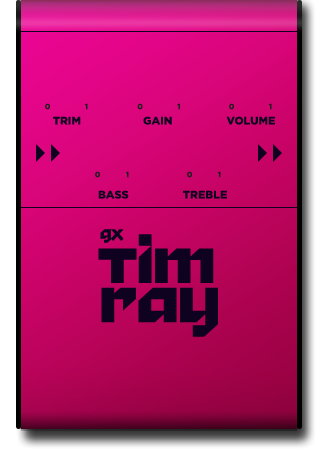 0 1 0 1 0 1
TRIM GAIN VOLUME
0 1 0 1
BASS TREBLE
gx
Tim
ray